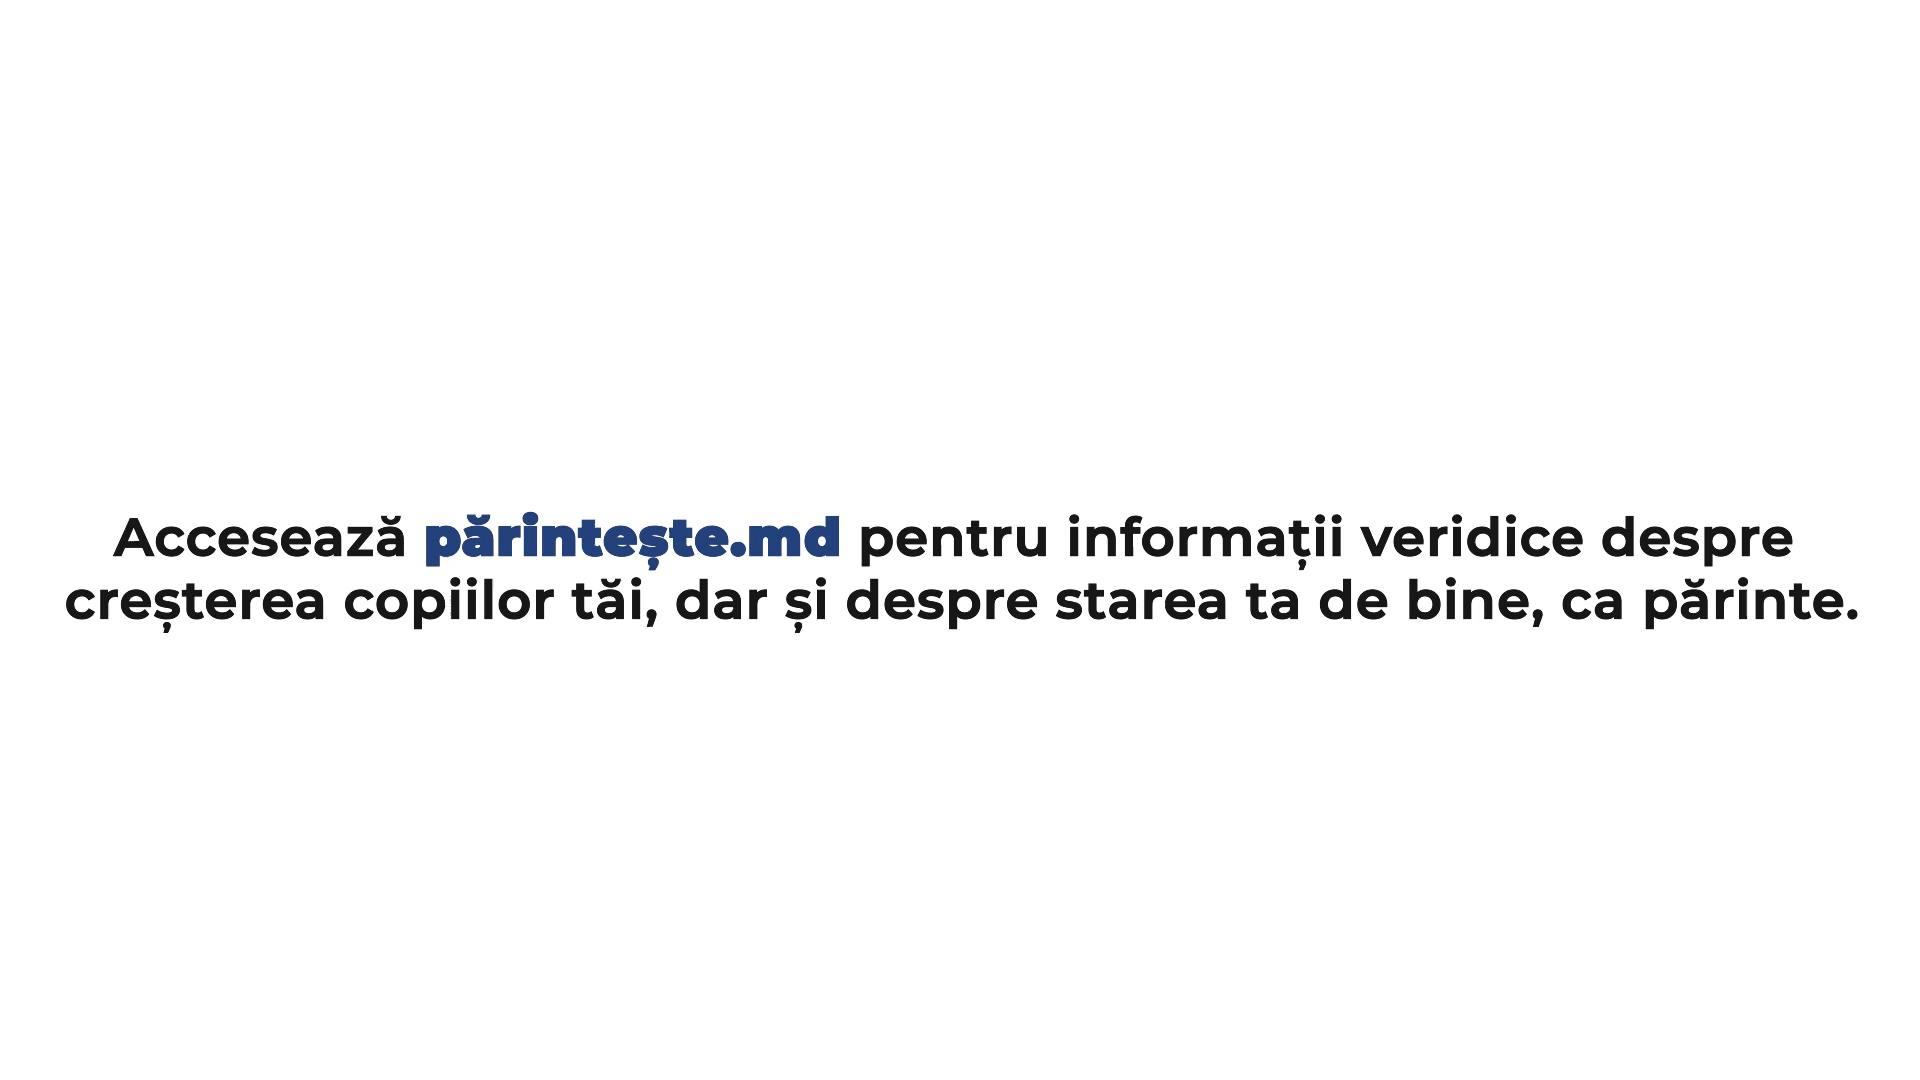 Accesează părintește.md pentru informații veridice despre
creșterea copiilor tăi, dar și despre starea ta de bine, ca părinte.